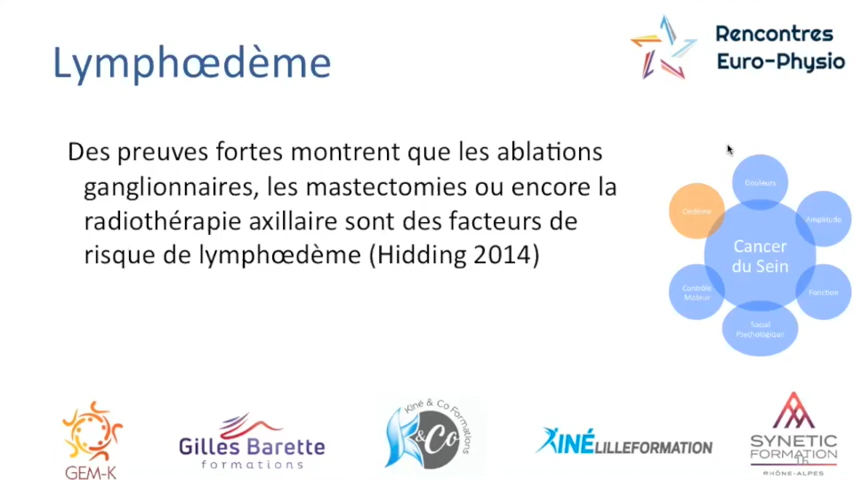 Lymphœdème
Rencontres
Euro-Physio
Des preuves fortes montrent que les ablations
ganglionnaires, les mastectomies ou encore la
radiothérapie axillaire sont des facteurs de
risque de lymphœdème (Hidding 2014)
Douleurs
Oedème
Amplitude
Cancer
du Sein
Contrôle
Moteur
Fonction
Social
Psychologique
GEM-K
Gilles Barette
formations
Kiné & Co Formations
K&Co
KINÉLILLEFORMATION
SYNETIC
FORMATION
RHÔNE-ALPES
16